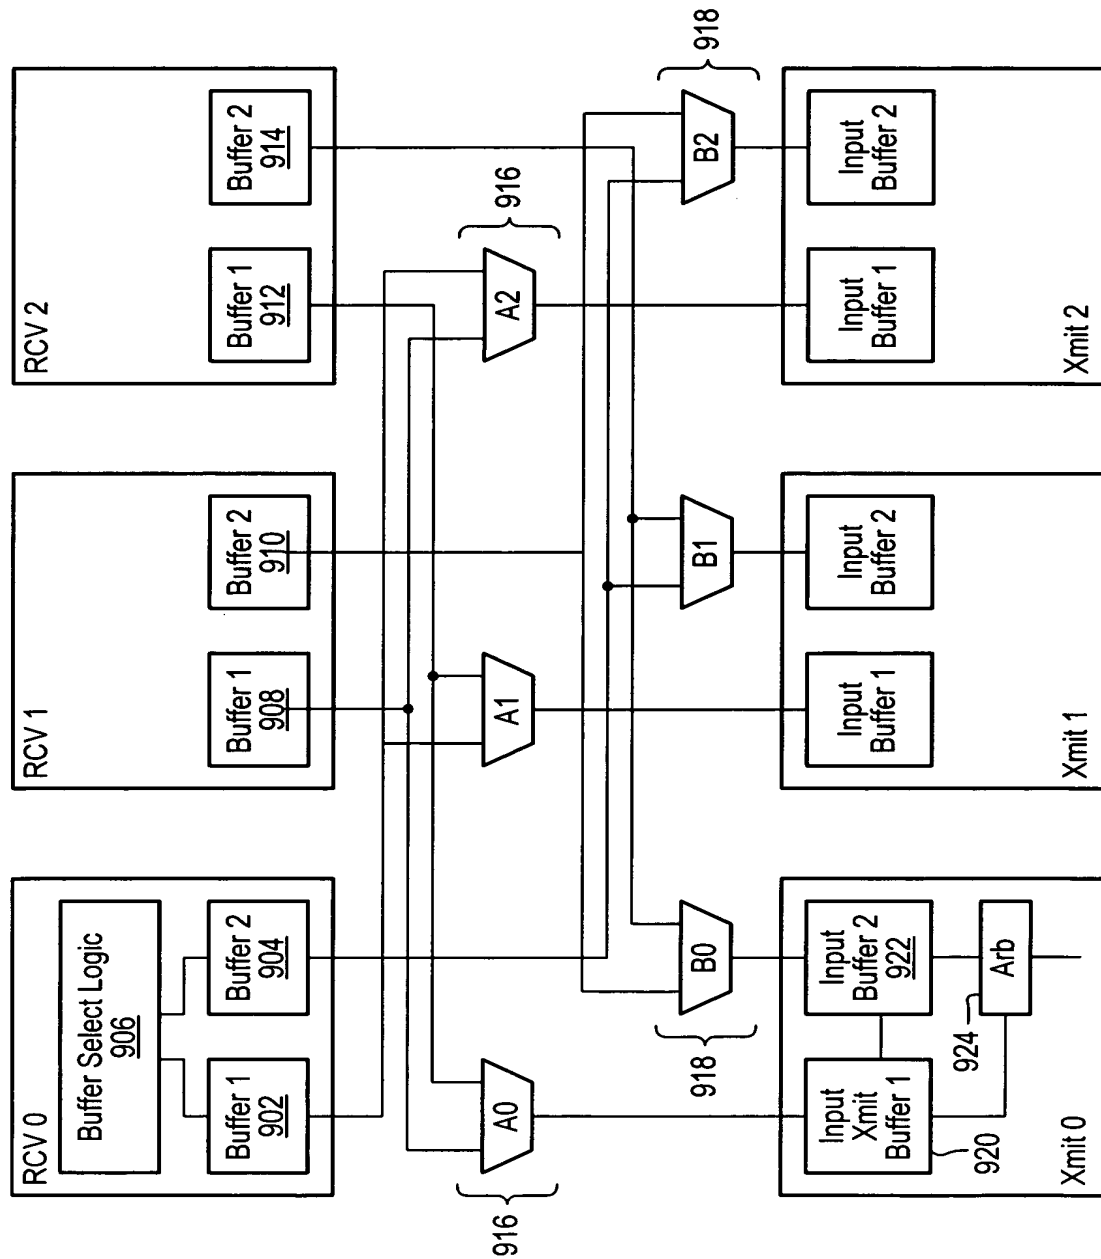 RCV 0
Buffer Select Logic
906
Buffer 1
902
Buffer 2
904
RCV 1
Buffer 1
908
Buffer 2
910
RCV 2
Buffer 1
912
Buffer 2
914
916
A0
A1
A2
916
918
B0
B1
B2
918
Input
Xmit
Buffer 1
920
Input
Buffer 2
922
924
Arb
Xmit 0
Input
Buffer 1
Input
Buffer 2
Xmit 1
Input
Buffer 1
Input
Buffer 2
Xmit 2